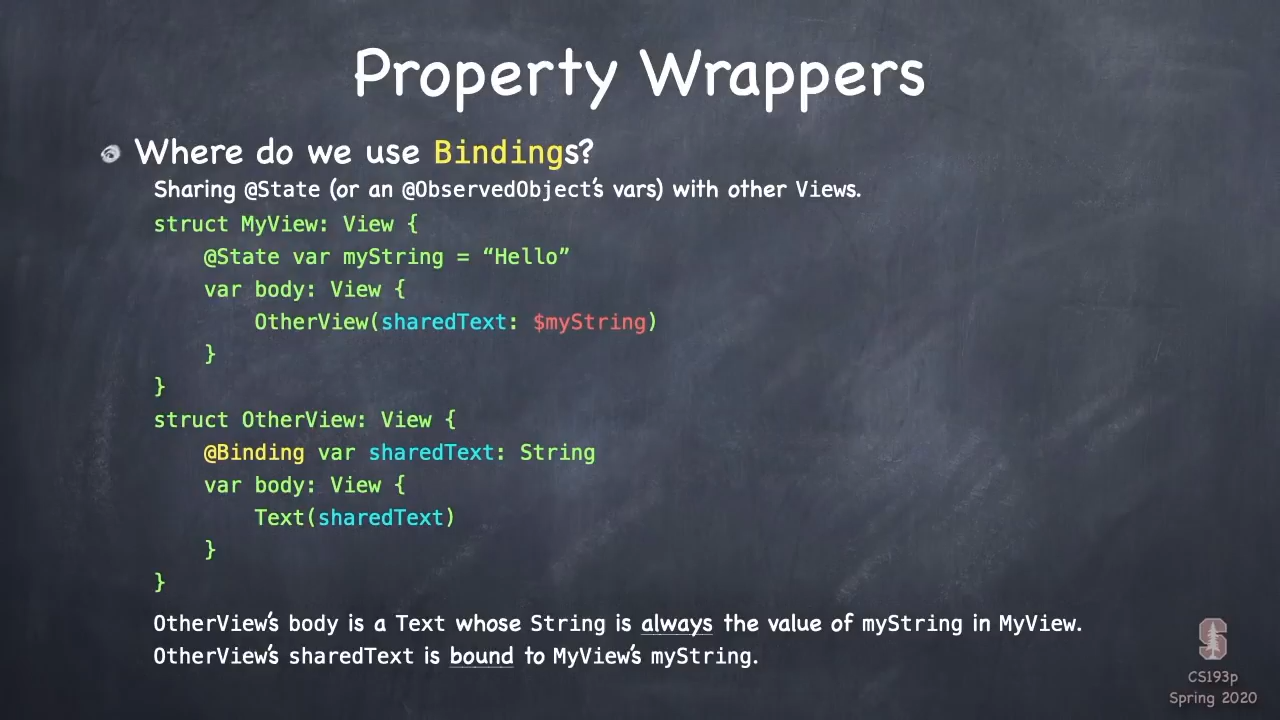 Property Wrappers
Where do we use Bindings?
Sharing @State (or an @ObservedObject's vars) with other Views.
struct MyView: View {
    @State var myString = “Hello”
    var body: View {
        OtherView(sharedText: $myString)
    }
}
struct OtherView: View {
    @Binding var sharedText: String
    var body: View {
        Text(sharedText)
    }
}
OtherView's body is a Text whose String is always the value of myString in MyView.
OtherView's sharedText is bound to MyView's myString.
CS193p
Spring 2020